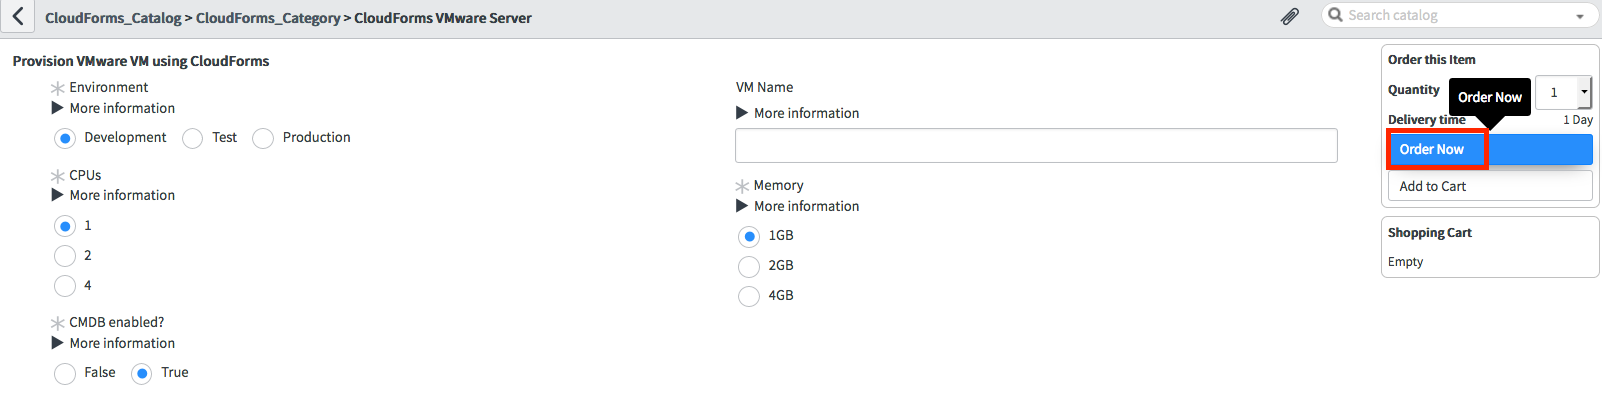 CloudForms_Catalog > CloudForms_Category > CloudForms VMware Server
Search catalog
Provision VMware VM using CloudForms
Environment
More information
Development Test Production
CPUs
More information
1
2
4
CMDB enabled?
More information
False True
VM Name
More information
Memory
More information
1GB
2GB
4GB
Order this Item
Quantity 1
Order Now
Delivery time 1 Day
Order Now
Add to Cart
Shopping Cart
Empty